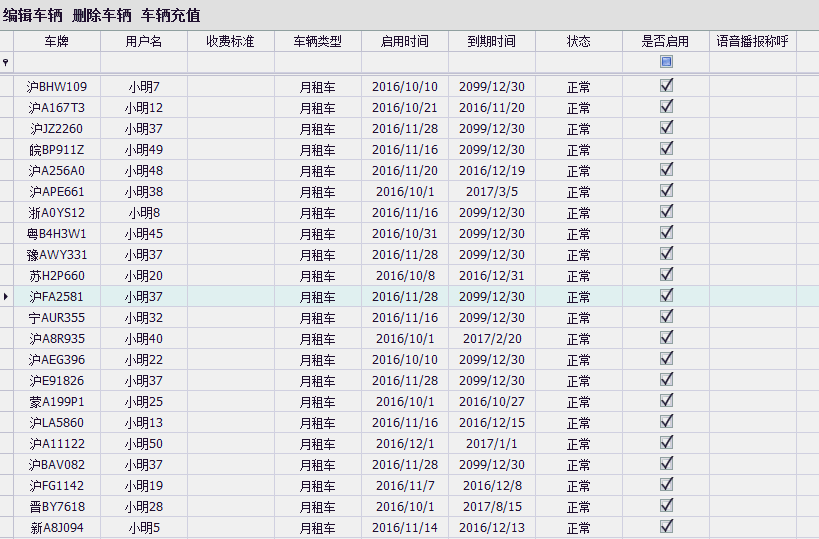 编辑车辆 删除车辆 车辆充值
车牌 用户名 收费标准 车辆类型 启用时间 到期时间 状态 是否启用 语音播报称呼
沪BHW109 小明7 月租车 2016/10/10 2099/12/30 正常
沪A167T3 小明12 月租车 2016/10/21 2016/11/20 正常
沪JZ2260 小明37 月租车 2016/11/28 2099/12/30 正常
皖BP911Z 小明49 月租车 2016/11/16 2099/12/30 正常
沪A256A0 小明48 月租车 2016/11/20 2016/12/19 正常
沪APE661 小明38 月租车 2016/10/1 2017/3/5 正常
浙A0YS12 小明8 月租车 2016/11/16 2099/12/30 正常
粤B4H3W1 小明45 月租车 2016/10/31 2099/12/30 正常
豫AWY331 小明37 月租车 2016/11/28 2099/12/30 正常
苏H2P660 小明20 月租车 2016/10/8 2016/12/31 正常
沪FA2581 小明37 月租车 2016/11/28 2099/12/30 正常
宁AUR355 小明32 月租车 2016/11/16 2099/12/30 正常
沪A8R935 小明40 月租车 2016/10/1 2017/2/20 正常
沪AEG396 小明22 月租车 2016/10/10 2099/12/30 正常
沪E91826 小明37 月租车 2016/11/28 2099/12/30 正常
蒙A199P1 小明25 月租车 2016/10/1 2016/10/27 正常
沪LA5860 小明13 月租车 2016/11/16 2016/12/15 正常
沪A11122 小明50 月租车 2016/12/1 2017/1/1 正常
沪BAV082 小明37 月租车 2016/11/28 2099/12/30 正常
沪FG1142 小明19 月租车 2016/11/7 2016/12/8 正常
晋BY7618 小明28 月租车 2016/10/1 2017/8/15 正常
新A8J094 小明5 月租车 2016/11/14 2016/12/13 正常